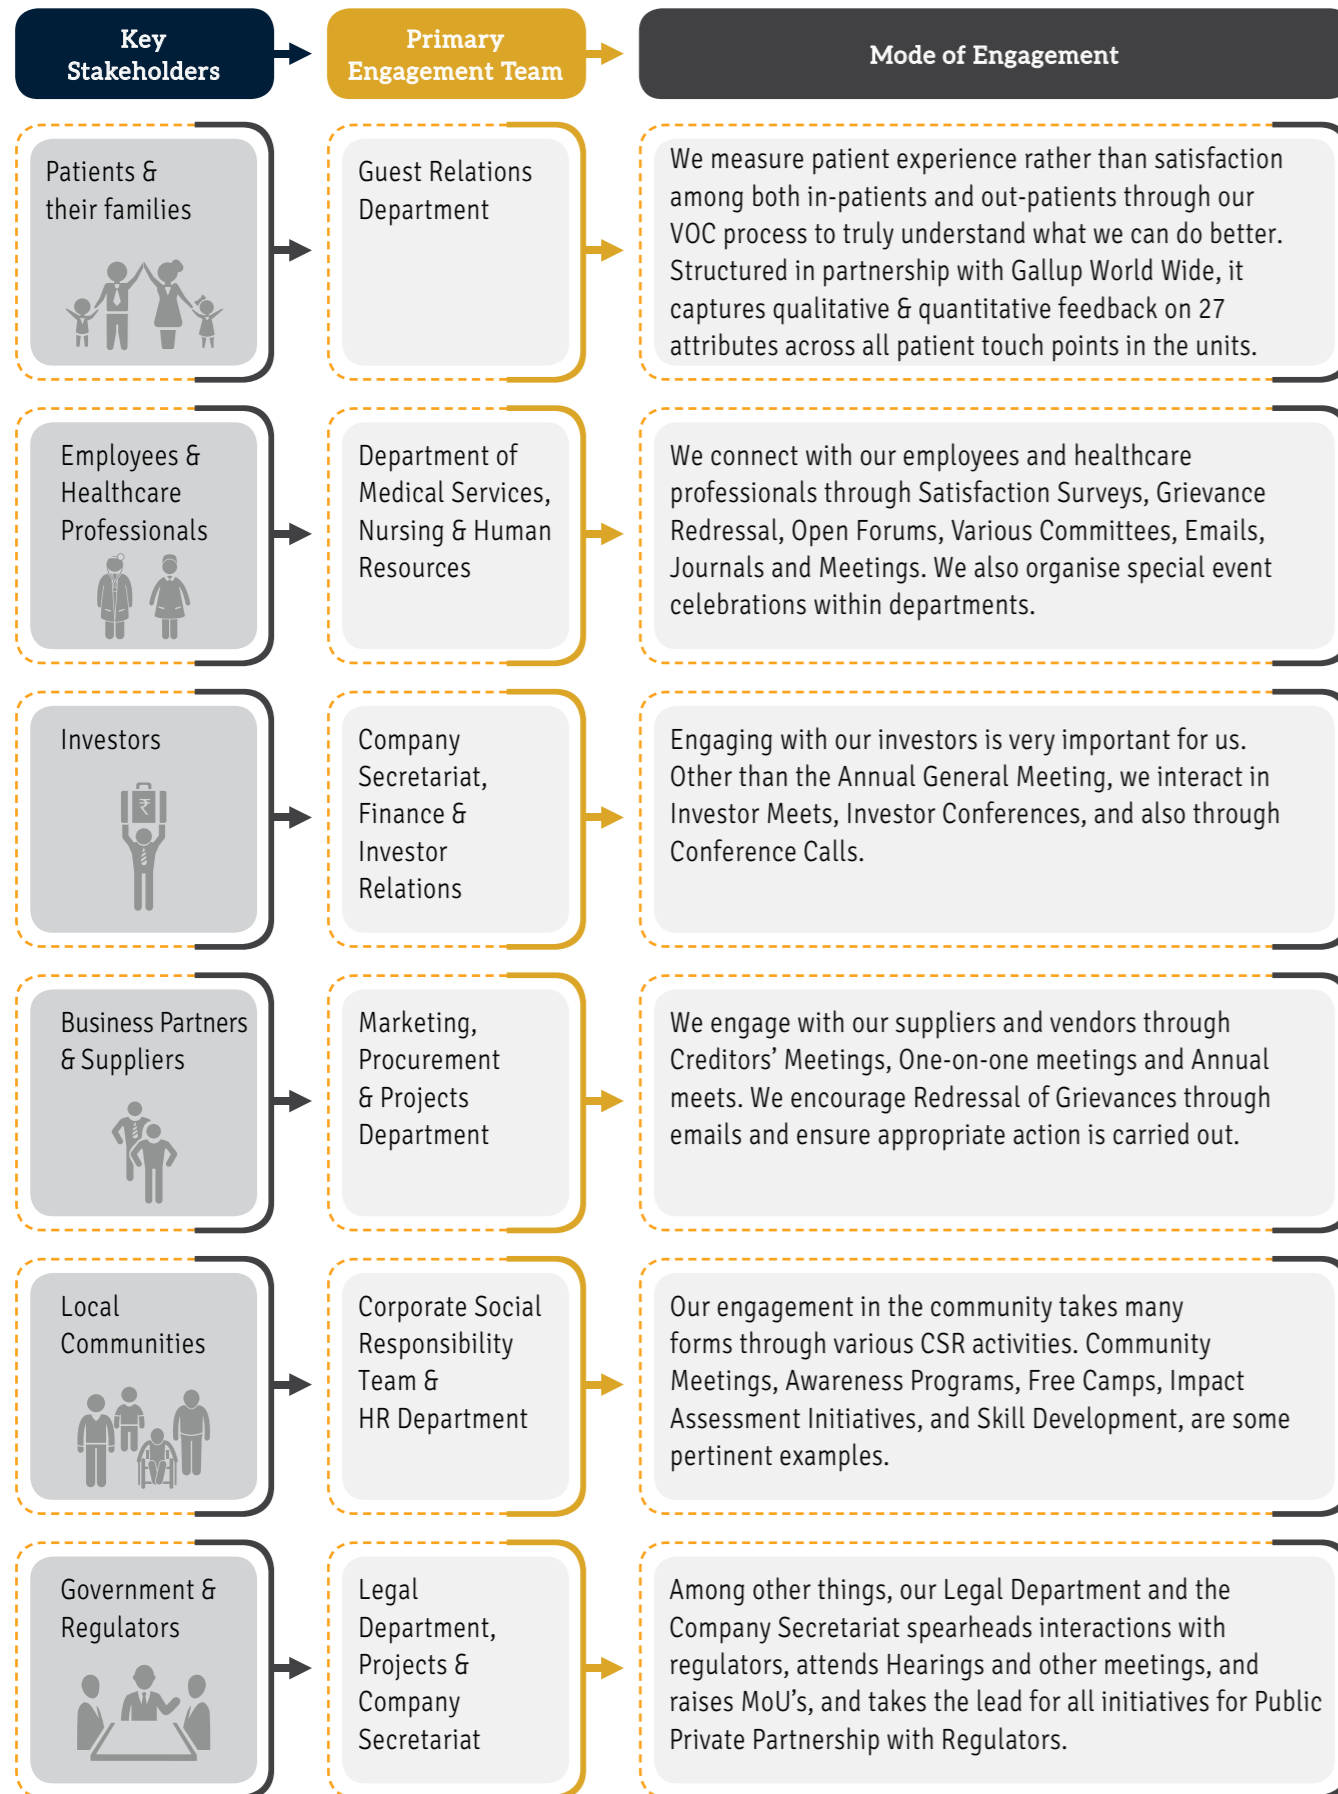 Key
Stakeholders
Primary
Engagement Team
Mode of Engagement
Patients &
their families
Guest Relations
Department
We measure patient experience rather than satisfaction
among both in-patients and out-patients through our
VOC process to truly understand what we can do better.
Structured in partnership with Gallup World Wide, it
captures qualitative & quantitative feedback on 27
attributes across all patient touch points in the units.
Employees &
Healthcare
Professionals
Department of
Medical Services,
Nursing & Human
Resources
We connect with our employees and healthcare
professionals through Satisfaction Surveys, Grievance
Redressal, Open Forums, Various Committees, Emails,
Journals and Meetings. We also organise special event
celebrations within departments.
Investors
₹
Company
Secretariat,
Finance &
Investor
Relations
Engaging with our investors is very important for us.
Other than the Annual General Meeting, we interact in
Investor Meets, Investor Conferences, and also through
Conference Calls.
Business Partners
& Suppliers
Marketing,
Procurement
& Projects
Department
We engage with our suppliers and vendors through
Creditors’ Meetings, One-on-one meetings and Annual
meets. We encourage Redressal of Grievances through
emails and ensure appropriate action is carried out.
Local
Communities
Corporate Social
Responsibility
Team &
HR Department
Our engagement in the community takes many
forms through various CSR activities. Community
Meetings, Awareness Programs, Free Camps, Impact
Assessment Initiatives, and Skill Development, are some
pertinent examples.
Government &
Regulators
Legal
Department,
Projects &
Company
Secretariat
Among other things, our Legal Department and the
Company Secretariat spearheads interactions with
regulators, attends Hearings and other meetings, and
raises MoU’s, and takes the lead for all initiatives for Public
Private Partnership with Regulators.